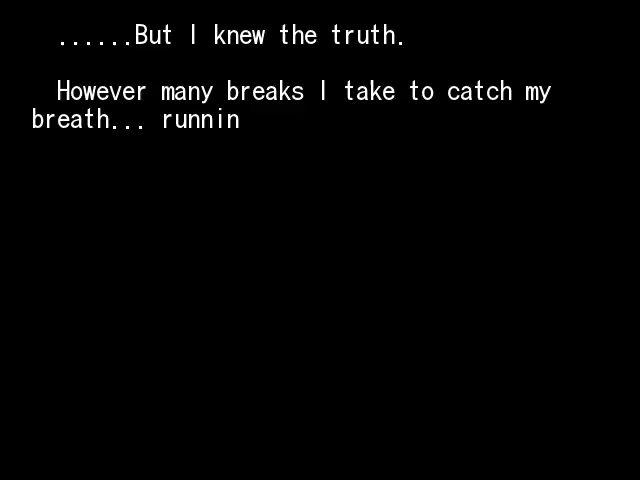 ......But I knew the truth.
However many breaks I take to catch my
breath... runnin